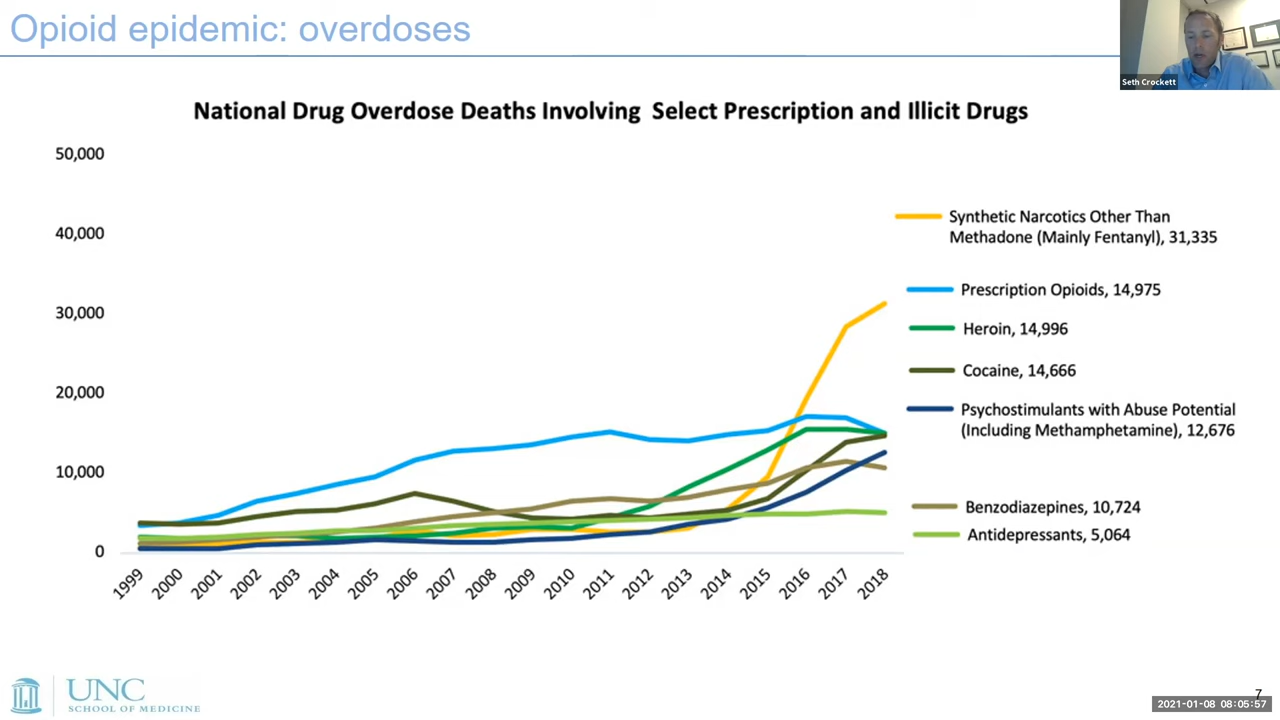 Opioid epidemic: overdoses
Seth Crockett
National Drug Overdose Deaths Involving Select Prescription and Illicit Drugs
50,000
40,000
30,000
20,000
10,000
0
Synthetic Narcotics Other Than
Methadone (Mainly Fentanyl), 31,335
Prescription Opioids, 14,975
Heroin, 14,996
Cocaine, 14,666
Psychostimulants with Abuse Potential
(Including Methamphetamine), 12,676
Benzodiazepines, 10,724
Antidepressants, 5,064
1999 2000 2001 2002 2003 2004 2005 2006 2007 2008 2009 2010 2011 2012 2013 2014 2015 2016 2017 2018
UNC
SCHOOL OF MEDICINE
7
2021-01-08 08:05:57